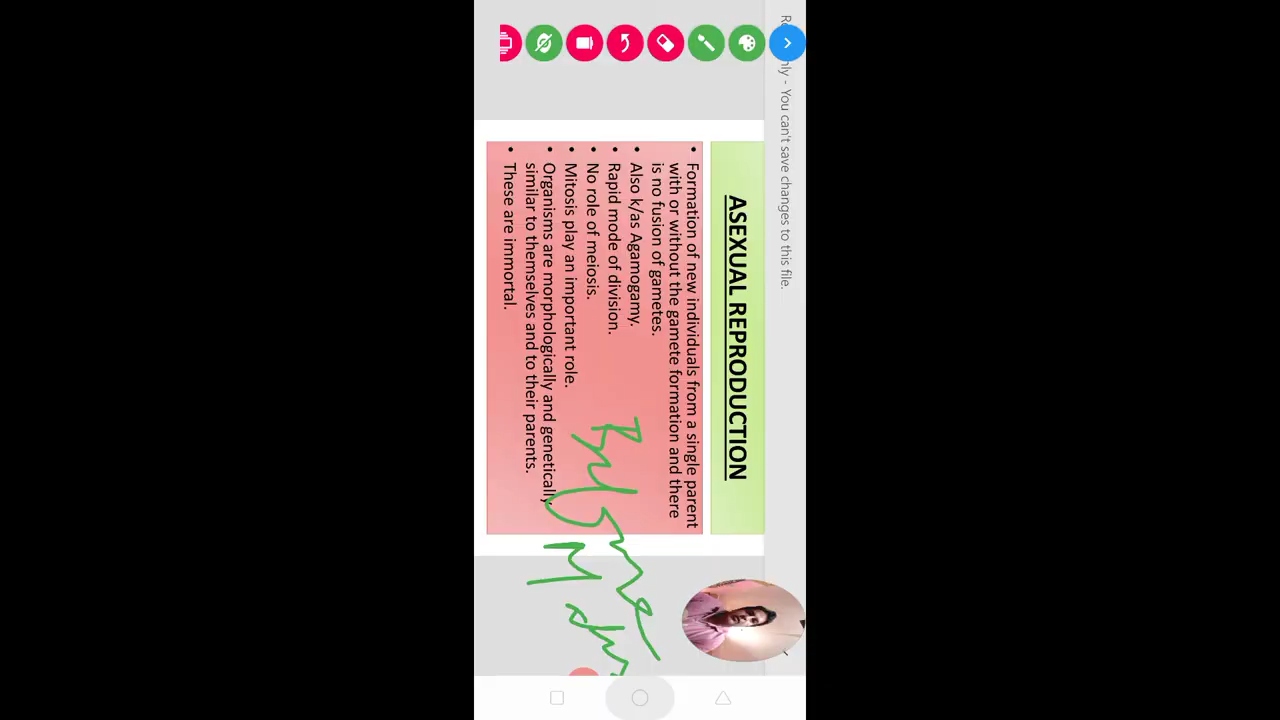 Read only - You can't save changes to this file.
ASEXUAL REPRODUCTION
• Formation of new individuals from a single parent
with or without the gamete formation and there
is no fusion of gametes.
• Also k/as Agamogamy.
• Rapid mode of division.
• No role of meiosis.
• Mitosis play an important role.
• Organisms are morphologically and genetically
similar to themselves and to their parents.
• These are immortal.